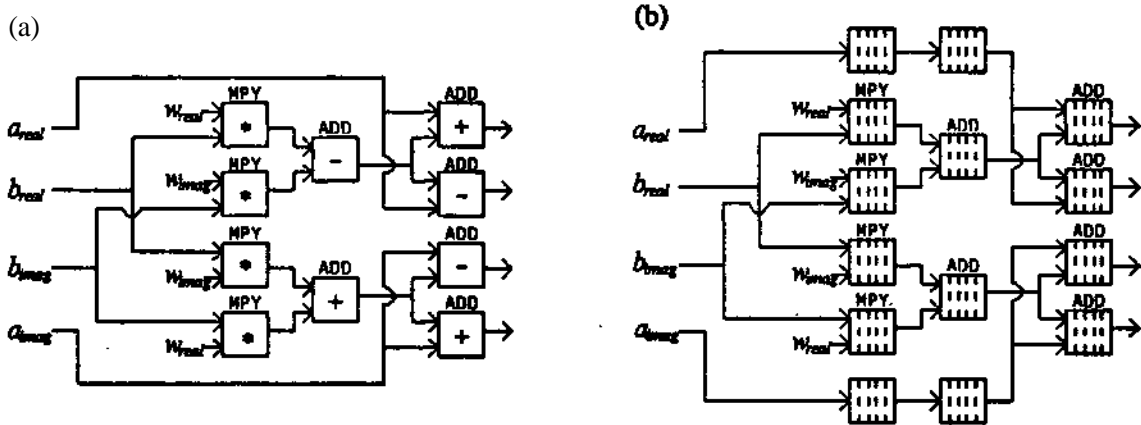 (a)
MPY
ADD
w_real
a_real
*
ADD
+
MPY
−
ADD
b_real
w_imag
*
−
MPY
ADD
b_imag
w_imag
*
ADD
−
MPY
+
ADD
a_imag
w_real
*
+
(b)
MPY
ADD
w_real
a_real
ADD
MPY
ADD
b_real
w_imag
MPY
ADD
b_imag
w_imag
ADD
MPY
ADD
a_imag
w_real